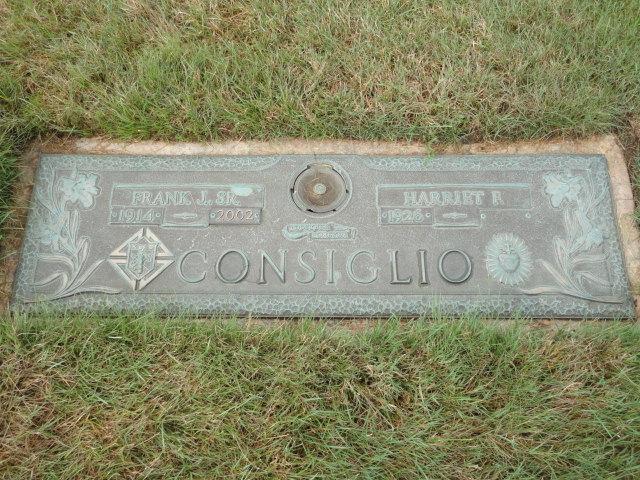 FRANK J. SR.
1914 2002
HARRIET F.
1926
CONSIGLIO